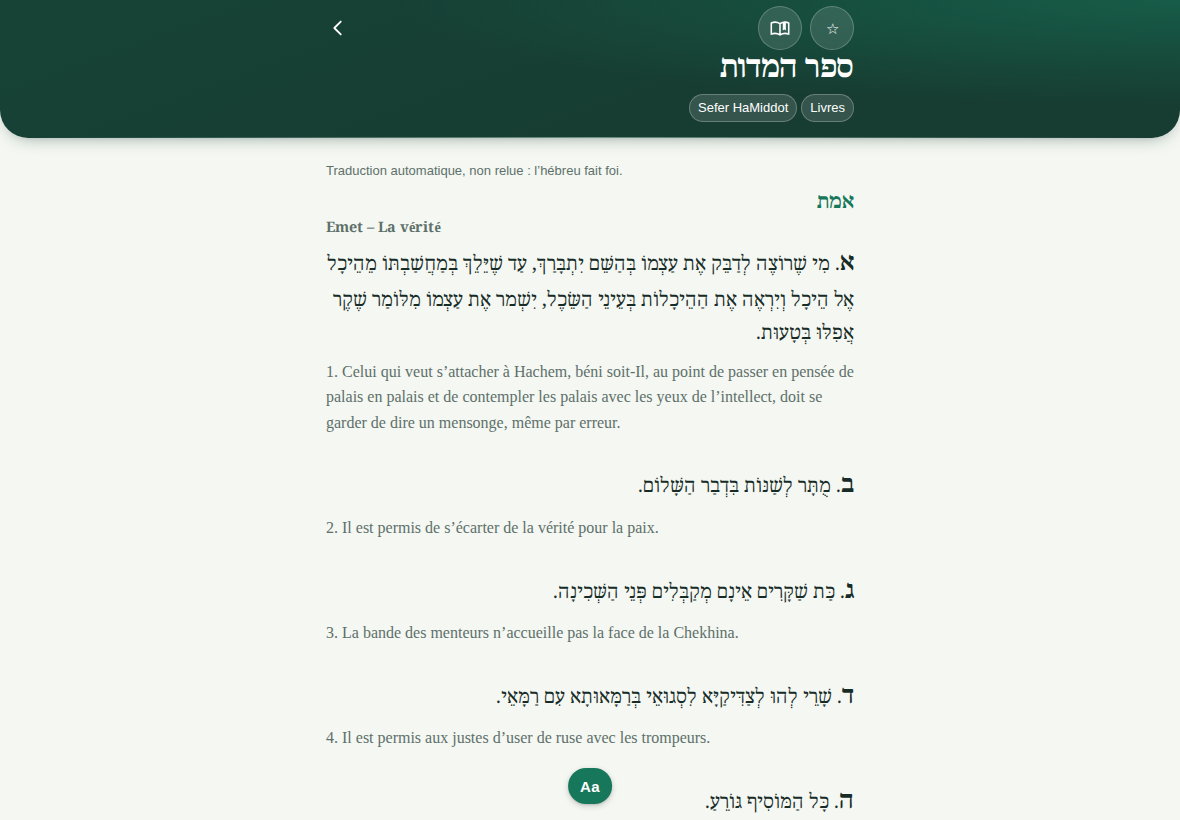 ספר המדות
Livres
Sefer HaMiddot
Traduction automatique, non relue : l’hébreu fait foi.
אמת
Emet – La vérité
א. מִי שֶׁרוֹצֶה לְדַבֵּק אֶת עַצְמוֹ בְּהַשֵּׁם יִתְבָּרַךְ, עַד שֶׁיֵּלֵךְ בְּמַחֲשַׁבְתּוֹ מֵהֵיכָל
אֶל הֵיכָל וְיִרְאֶה אֶת הַהֵיכָלוֹת בְּעֵינֵי הַשֵּׂכֶל, יִשְׁמר אֶת עַצְמוֹ מִלּוֹמַר שֶׁקֶר
אֲפִלּוּ בְּטָעוּת.
1. Celui qui veut s’attacher à Hachem, béni soit-Il, au point de passer en pensée de
palais en palais et de contempler les palais avec les yeux de l’intellect, doit se
garder de dire un mensonge, même par erreur.
ב. מֻתָּר לְשַׁנּוֹת בִּדְבַר הַשָּׁלוֹם.
2. Il est permis de s’écarter de la vérité pour la paix.
ג. כַּת שַׁקָּרִים אֵינָם מְקַבְּלִים פְּנֵי הַשְּׁכִינָה.
3. La bande des menteurs n’accueille pas la face de la Chekhina.
ד. שָׁרֵי לְהוּ לְצַדִּיקַיָּא לִסְגוּאֵי בְּרַמָּאוּתָא עִם רַמָּאֵי.
4. Il est permis aux justes d’user de ruse avec les trompeurs.
ה. כָּל הַמּוֹסִיף גּוֹרֵעַ.
Aa